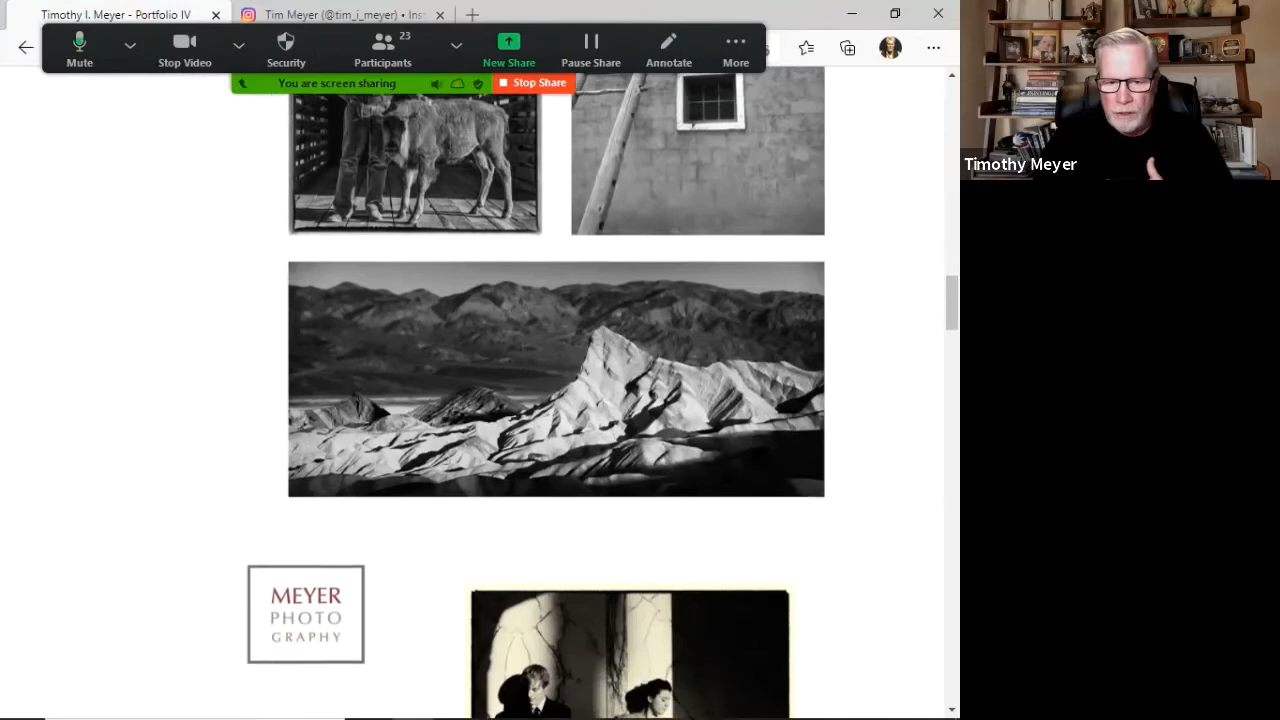 Timothy I. Meyer - Portfolio IV
Tim Meyer (@tim_i_meyer) • Ins
Mute
Stop Video
Security
Participants
23
New Share
Pause Share
Annotate
More
You are screen sharing
Stop Share
Timothy Meyer
MEYER
PHOTO
GRAPHY